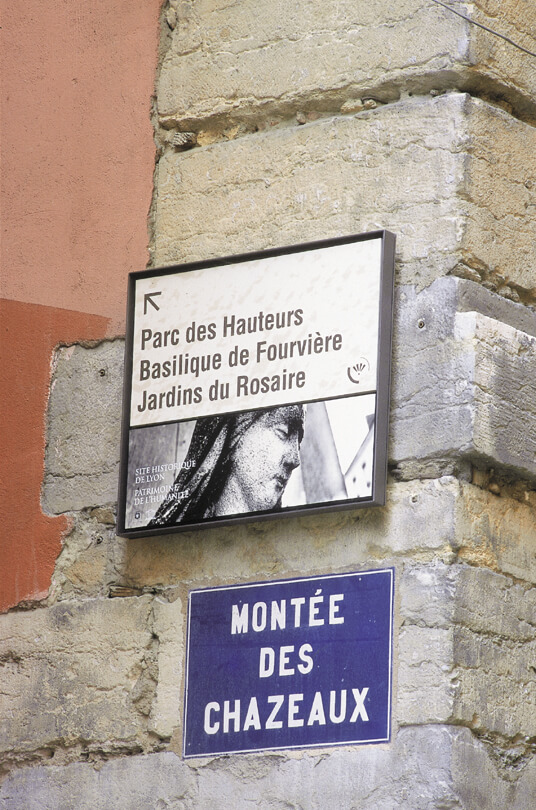 Parc des Hauteurs
Basilique de Fourvière
Jardins du Rosaire
SITE HISTORIQUE
DE LYON
PATRIMOINE
DE L'HUMANITÉ
MONTÉE
DES
CHAZEAUX